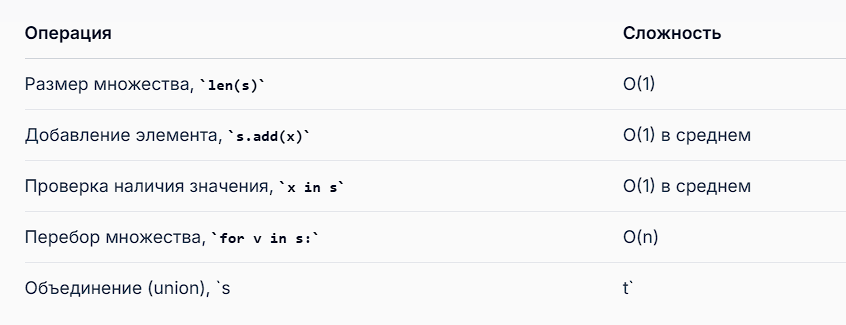 Операция Сложность
Размер множества, `len(s)` O(1)
Добавление элемента, `s.add(x)` O(1) в среднем
Проверка наличия значения, `x in s` O(1) в среднем
Перебор множества, `for v in s:` O(n)
Объединение (union), `s t`